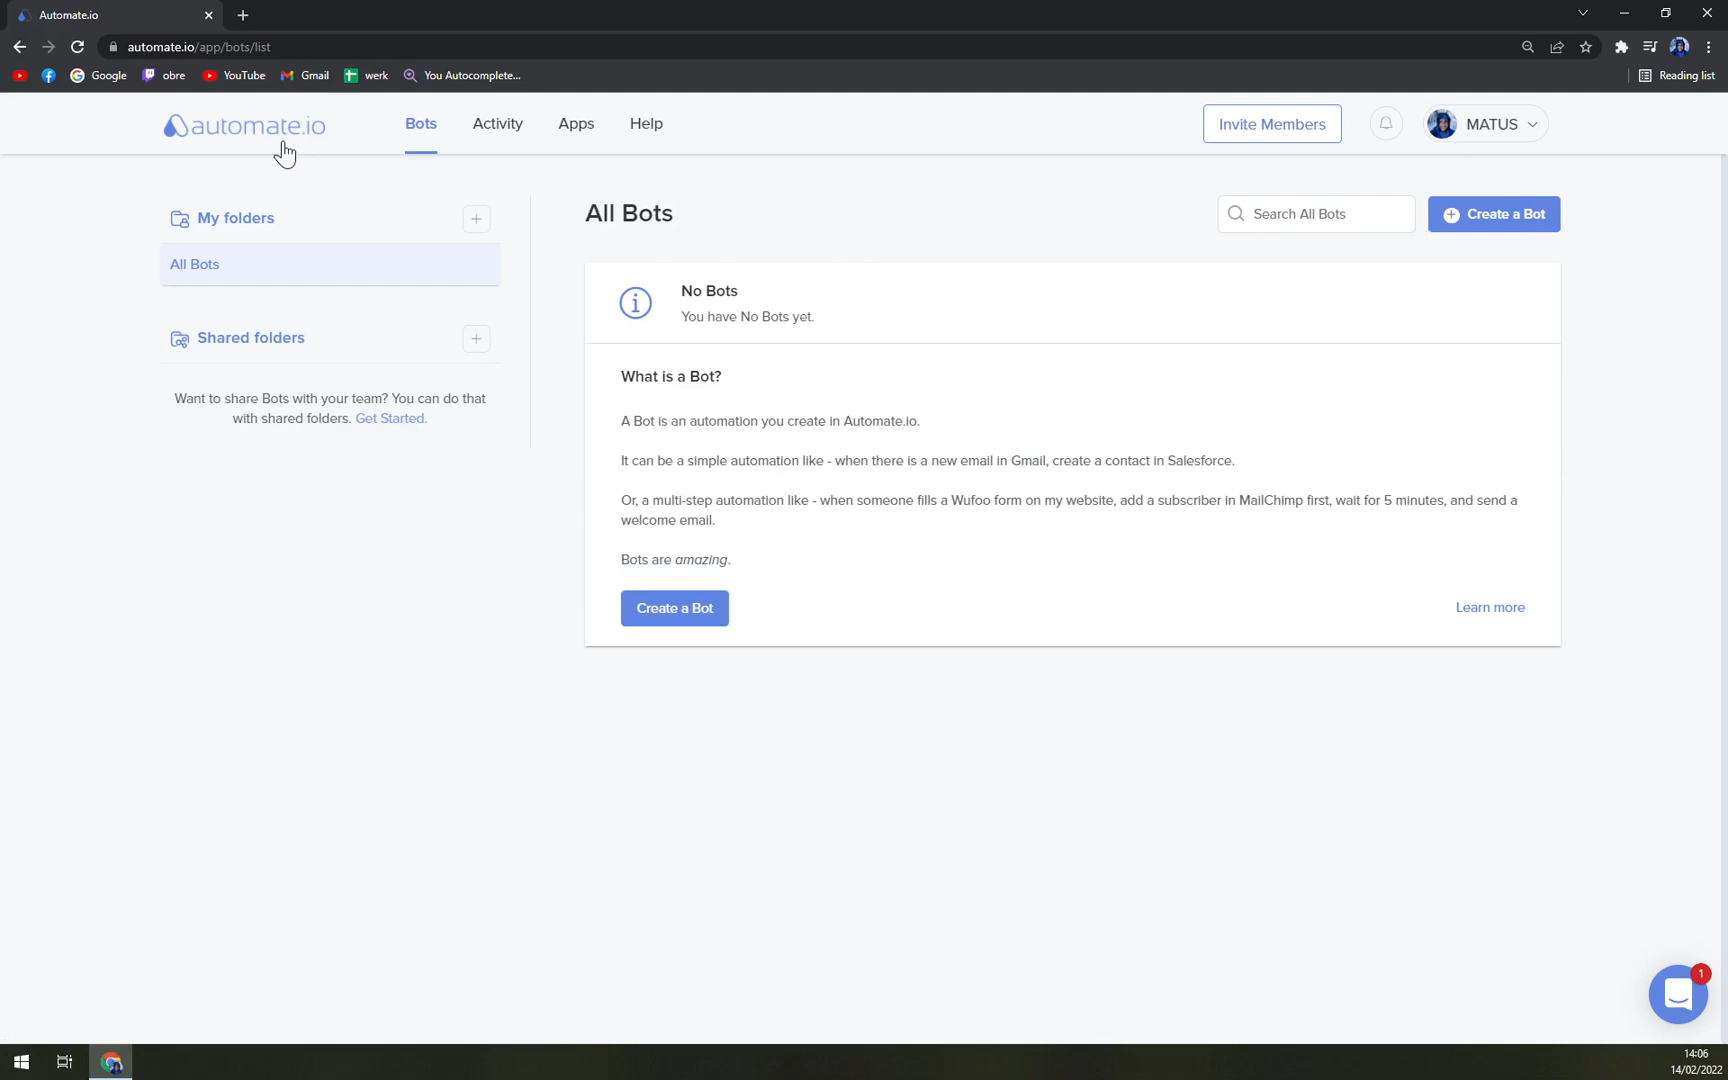 Automate.io
automate.io/app/bots/list
Google
obre
YouTube
Gmail
werk
You Autocomplete...
Reading list
automate.io
Bots
Activity
Apps
Help
Invite Members
MATUS
My folders
All Bots
Shared folders
Want to share Bots with your team? You can do that
with shared folders. Get Started.
All Bots
Search All Bots
Create a Bot
No Bots
You have No Bots yet.
What is a Bot?
A Bot is an automation you create in Automate.io.
It can be a simple automation like - when there is a new email in Gmail, create a contact in Salesforce.
Or, a multi-step automation like - when someone fills a Wufoo form on my website, add a subscriber in MailChimp first, wait for 5 minutes, and send a
welcome email.
Bots are amazing.
Create a Bot
Learn more
1
14:06
14/02/2022